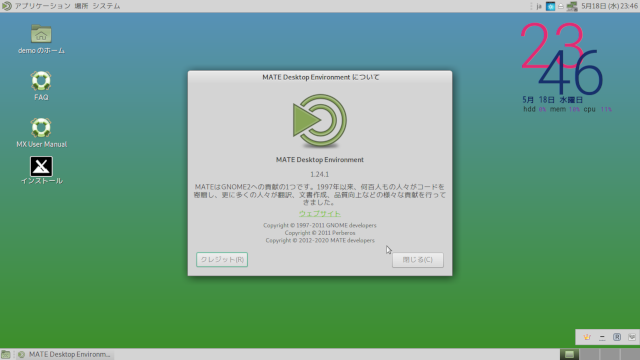 アプリケーション 場所 システム
ja
5月18日 (水) 23:46
demo のホーム
FAQ
MX User Manual
インストール
23
46
5月 18日 水曜日
hdd 0% mem 10% cpu 11%
MATE Desktop Environment について
MATE Desktop Environment
1.24.1
MATEはGNOME2への貢献の1つです。1997年以来、何百人もの人々がコードを
寄贈し、更に多くの人々が翻訳、文書作成、品質向上などの様々な貢献を行って
きました。
ウェブサイト
Copyright © 1997-2011 GNOME developers
Copyright © 2011 Perberos
Copyright © 2012-2020 MATE developers
クレジット(R)
閉じる(C)
MATE Desktop Environm...